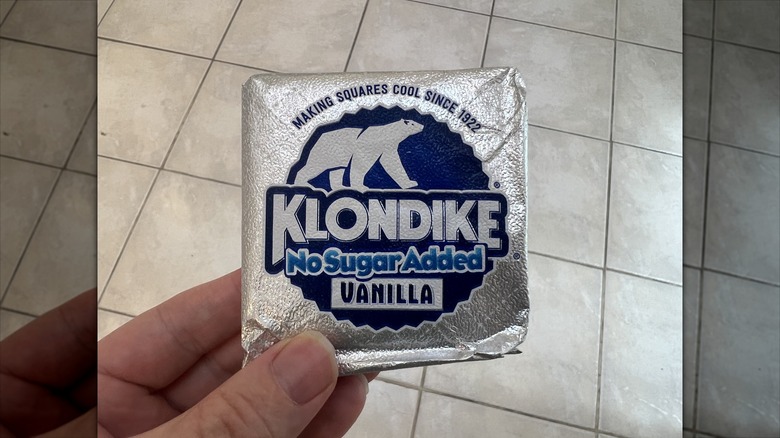 MAKING SQUARES COOL SINCE 1922
KLONDIKE®
No Sugar Added
VANILLA